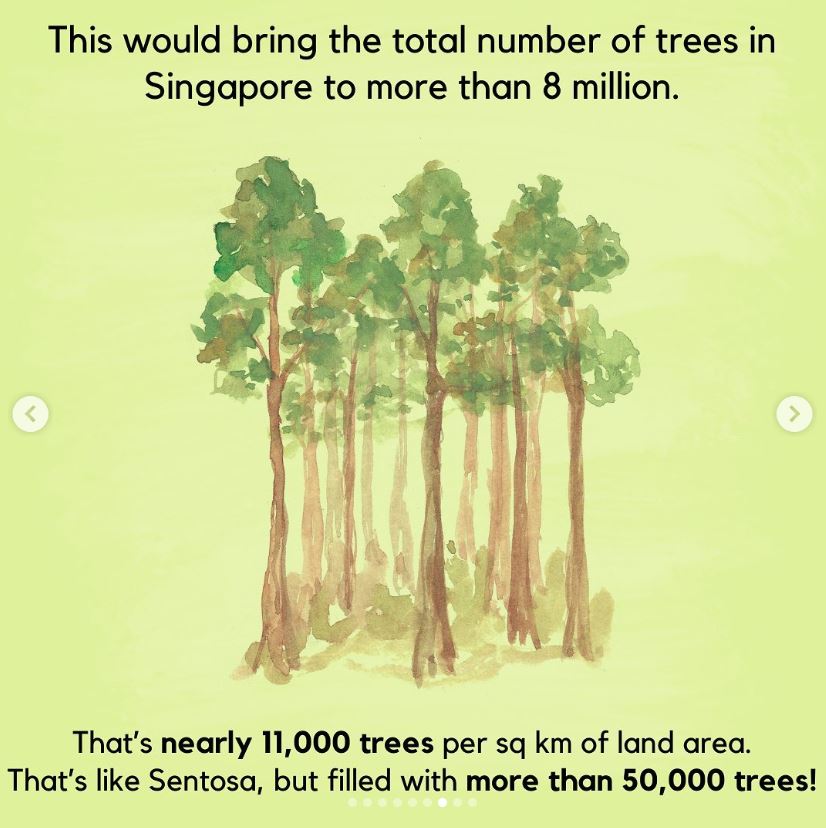 This would bring the total number of trees in
Singapore to more than 8 million.
That's nearly 11,000 trees per sq km of land area.
That's like Sentosa, but filled with more than 50,000 trees!